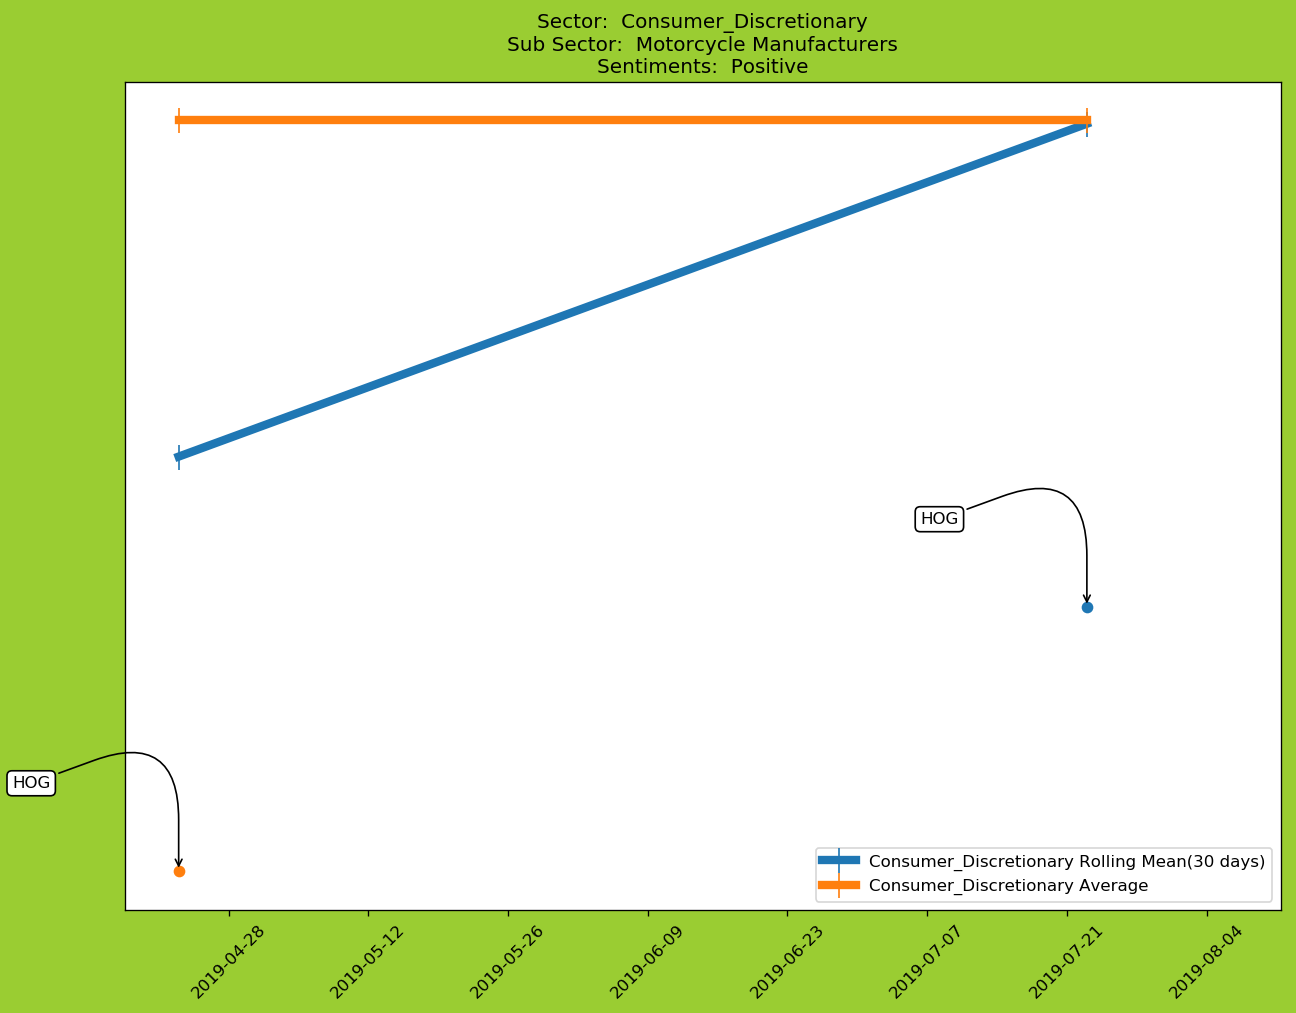 Sector:  Consumer_Discretionary
Sub Sector:  Motorcycle Manufacturers
Sentiments:  Positive
HOG
HOG
Consumer_Discretionary Rolling Mean(30 days)
Consumer_Discretionary Average
2019-04-28
2019-05-12
2019-05-26
2019-06-09
2019-06-23
2019-07-07
2019-07-21
2019-08-04